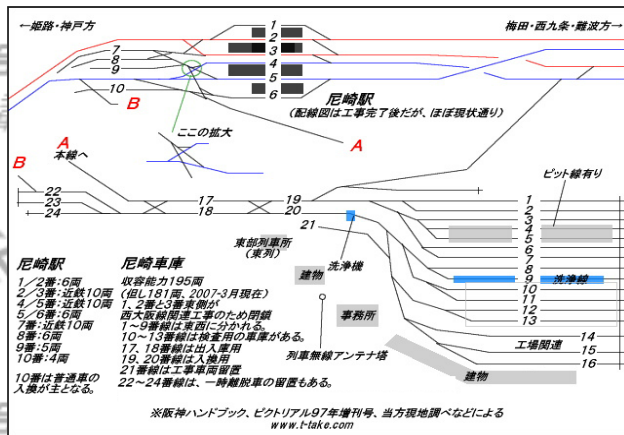 ←姫路・神戸方
梅田・西九条・難波方→
1
2
3
4
5
6
7
8
9
10
尼崎駅
(配線図は工事完了後だが、ほぼ現状通り)
B
A
ここの拡大
A
本線へ
B
ピット線有り
22
23
24
17
18
19
20
21
1
2
3
4
5
6
7
8
9
洗浄線
10
11
12
13
14
15
16
東部列車所
(東列)
洗浄機
建物
事務所
列車無線アンテナ塔
工場関連
建物
尼崎駅
1/2番:6両
2/3番:近鉄10両
4/5番:近鉄10両
5/6番:6両
7番:近鉄10両
8番:6両
9番:5両
10番:4両
10番は普通車の
入換が主となる。
尼崎車庫
収容能力195両
(但し181両、2007-3月現在)
1、2番と3番東側が
西大阪線関連工事のため閉鎖
1~9番線は東西に分かれる。
10~13番線は検査用の車庫がある。
17、18番線は出入庫用
19、20番線は入換用
21番線は工事車両留置
22~24番線は、一時離脱車の留置もある。
※阪神ハンドブック、ピクトリアル97年増刊号、当方現地調べなどによる
www.t-take.com